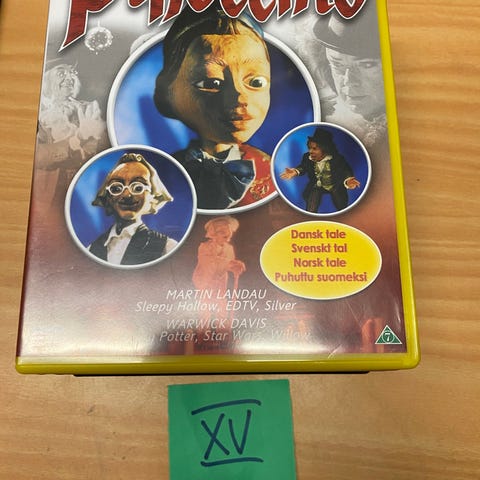 Pinocchio
Dansk tale
Svenskt tal
Norsk tale
Puhuttu suomeksi
MARTIN LANDAU
Sleepy Hollow, EDTV, Silver
WARWICK DAVIS
Potter, Star Wars, Willow
7
XV